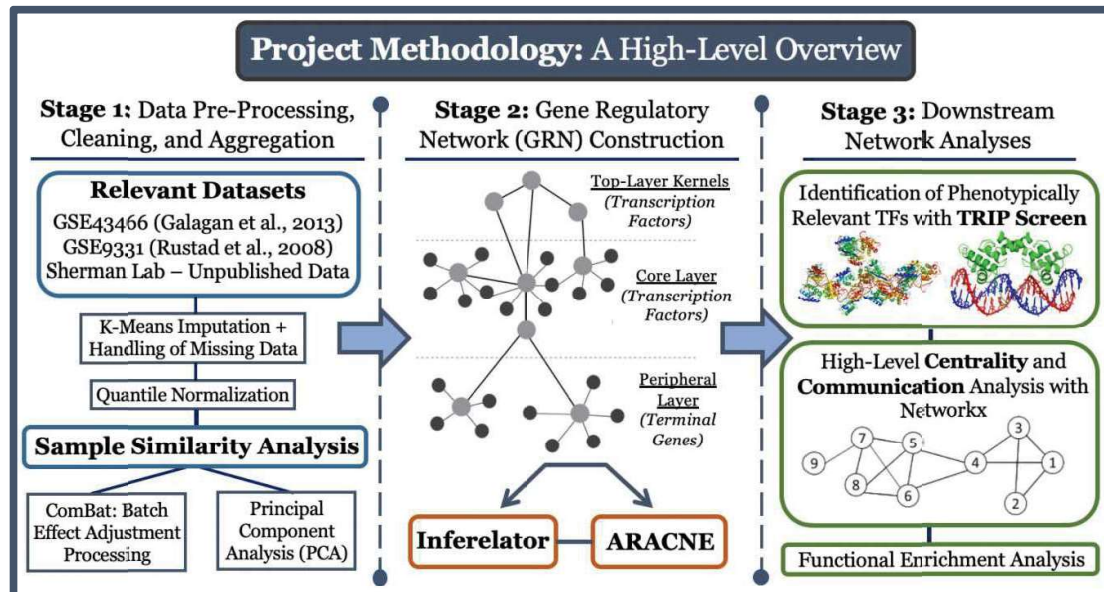 Project Methodology: A High-Level Overview
Stage 1: Data Pre-Processing,
Cleaning, and Aggregation
Relevant Datasets
GSE43466 (Galagan et al., 2013)
GSE9331 (Rustad et al., 2008)
Sherman Lab – Unpublished Data
K-Means Imputation +
Handling of Missing Data
Quantile Normalization
Sample Similarity Analysis
ComBat: Batch
Effect Adjustment
Processing
Principal
Component
Analysis (PCA)
Stage 2: Gene Regulatory
Network (GRN) Construction
Top-Layer Kernels
(Transcription
Factors)
Core Layer
(Transcription
Factors)
Peripheral
Layer
(Terminal
Genes)
Inferelator
ARACNE
Stage 3: Downstream
Network Analyses
Identification of Phenotypically
Relevant TFs with TRIP Screen
High-Level Centrality and
Communication Analysis with
Networkx
3
7
5
9
4
1
8
6
2
Functional Enrichment Analysis